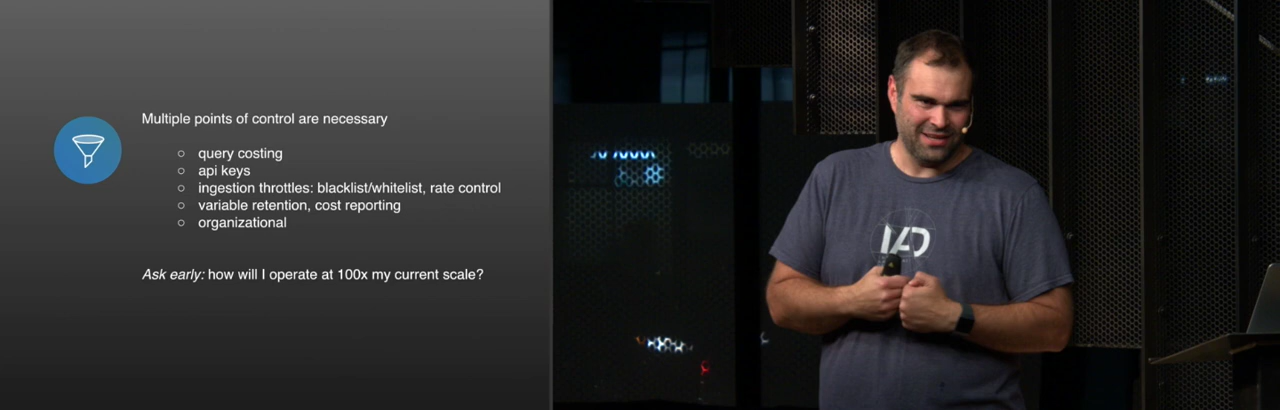 Multiple points of control are necessary
○ query costing
○ api keys
○ ingestion throttles: blacklist/whitelist, rate control
○ variable retention, cost reporting
○ organizational
Ask early: how will I operate at 100x my current scale?